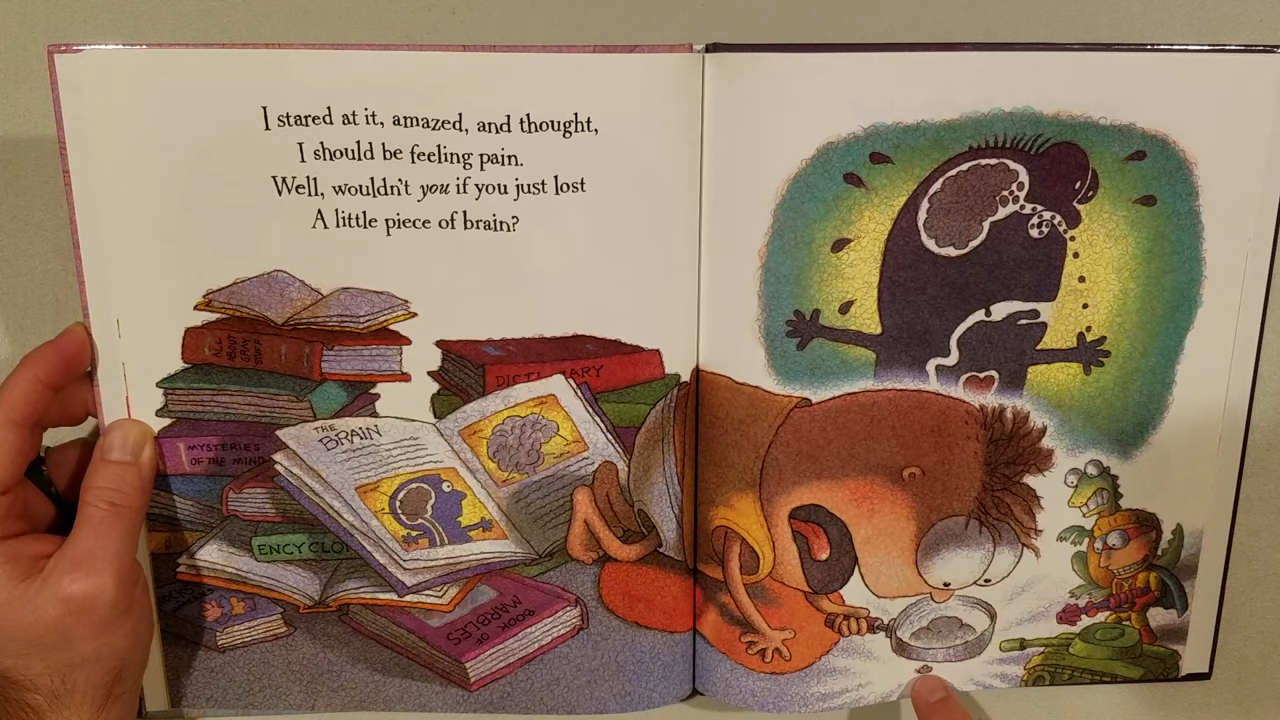 I stared at it, amazed, and thought,
I should be feeling pain.
Well, wouldn't you if you just lost
A little piece of brain?
ALL
ABOUT
GRAY
STUFF
DICTIONARY
MYSTERIES
OF THE MIND
THE
BRAIN
ENCYCLO
BOOK OF
MARBLES